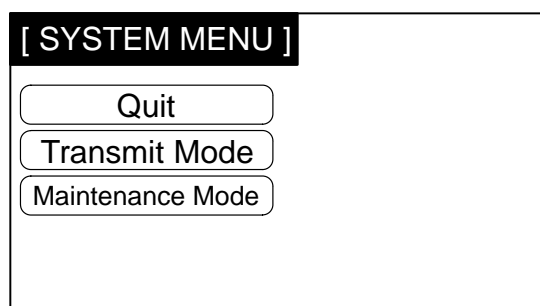 [ SYSTEM MENU ]
Quit
Transmit Mode
Maintenance Mode